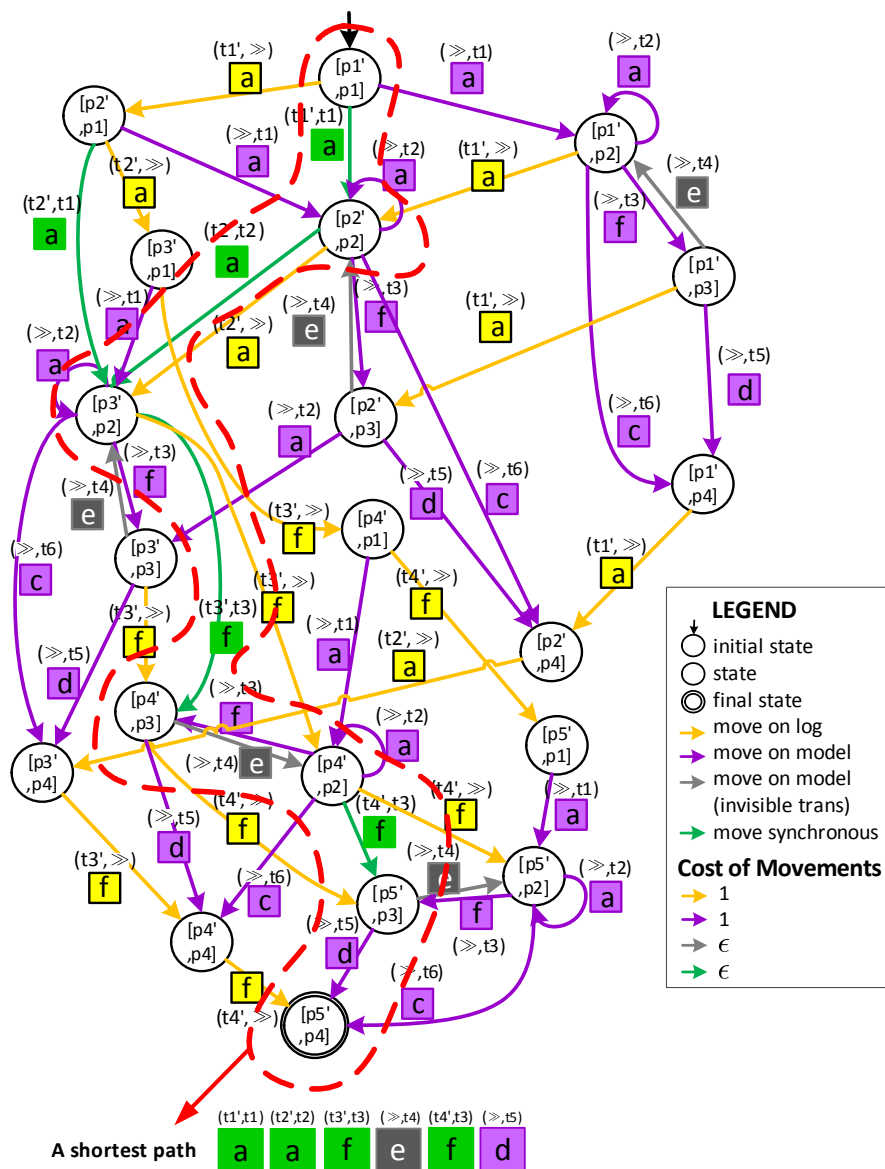 (t1', ≫)
a
[p1'
,p1]
(≫,t1)
a
(≫,t2)
a
[p2'
,p1]
(t1',t1)
a
[p1'
,p2]
(≫,t1)
a
(≫,t2)
a
(t1', ≫)
a
(≫,t4)
e
(t2', ≫)
a
(t2',t1)
a
[p2'
,p2]
(≫,t3)
f
[p3'
,p1]
(t2',t2)
a
[p1'
,p3]
(≫,t1)
a
(≫,t4)
e
(≫,t3)
f
(t1', ≫)
a
(≫,t2)
a
(t2', ≫)
a
(≫,t5)
d
[p3'
,p2]
[p2'
,p3]
(≫,t2)
a
(≫,t6)
c
(≫,t3)
f
(≫,t5)
d
(≫,t6)
c
[p1'
,p4]
(≫,t4)
e
(t3', ≫)
f
[p4'
,p1]
(≫,t6)
c
[p3'
,p3]
(t3', ≫)
f
(t4', ≫)
f
(t1', ≫)
a
(t3', ≫)
f
(t3',t3)
f
(≫,t1)
a
(t2', ≫)
a
[p2'
,p4]
(≫,t5)
d
[p4'
,p3]
(≫,t3)
f
(≫,t2)
a
[p5'
,p1]
[p3'
,p4]
(≫,t4)
e
[p4'
,p2]
(≫,t1)
a
(t4', ≫)
f
(t4',t3)
f
(t4', ≫)
f
(≫,t5)
d
(t3', ≫)
f
(≫,t6)
c
(≫,t4)
e
[p5'
,p2]
(≫,t2)
a
[p5'
,p3]
f
(≫,t3)
[p4'
,p4]
(≫,t5)
d
(≫,t6)
c
f
(t4', ≫)
[p5'
,p4]
LEGEND
initial state
state
final state
move on log
move on model
move on model
(invisible trans)
move synchronous
Cost of Movements
1
1
ϵ
ϵ
(t1',t1) (t2',t2) (t3',t3) (≫,t4) (t4',t3) (≫,t5)
A shortest path a a f e f d